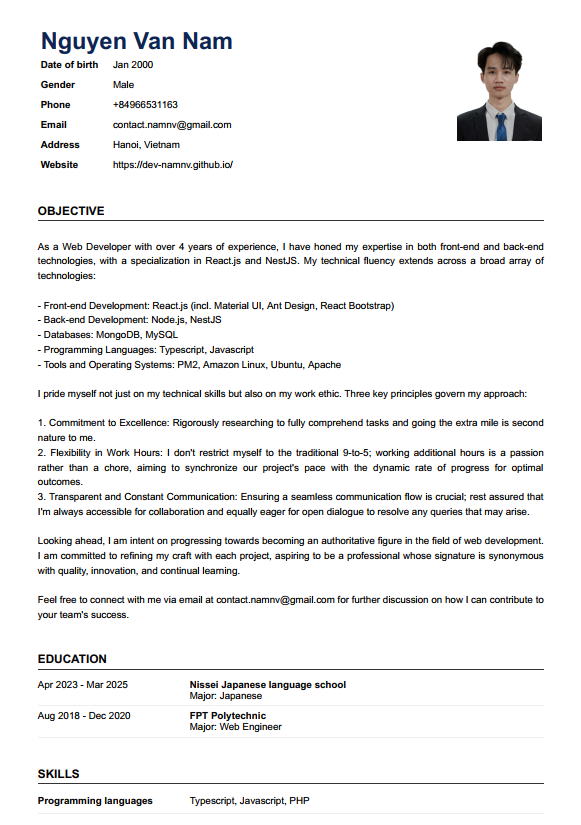 Nguyen Van Nam
Date of birth Jan 2000
Gender Male
Phone +84966531163
Email contact.namnv@gmail.com
Address Hanoi, Vietnam
Website https://dev-namnv.github.io/
OBJECTIVE
As a Web Developer with over 4 years of experience, I have honed my expertise in both front-end and back-end
technologies, with a specialization in React.js and NestJS. My technical fluency extends across a broad array of
technologies:
- Front-end Development: React.js (incl. Material UI, Ant Design, React Bootstrap)
- Back-end Development: Node.js, NestJS
- Databases: MongoDB, MySQL
- Programming Languages: Typescript, Javascript
- Tools and Operating Systems: PM2, Amazon Linux, Ubuntu, Apache
I pride myself not just on my technical skills but also on my work ethic. Three key principles govern my approach:
1. Commitment to Excellence: Rigorously researching to fully comprehend tasks and going the extra mile is second
nature to me.
2. Flexibility in Work Hours: I don't restrict myself to the traditional 9-to-5; working additional hours is a passion
rather than a chore, aiming to synchronize our project's pace with the dynamic rate of progress for optimal
outcomes.
3. Transparent and Constant Communication: Ensuring a seamless communication flow is crucial; rest assured that
I'm always accessible for collaboration and equally eager for open dialogue to resolve any queries that may arise.
Looking ahead, I am intent on progressing towards becoming an authoritative figure in the field of web development.
I am committed to refining my craft with each project, aspiring to be a professional whose signature is synonymous
with quality, innovation, and continual learning.
Feel free to connect with me via email at contact.namnv@gmail.com for further discussion on how I can contribute to
your team's success.
EDUCATION
Apr 2023 - Mar 2025 Nissei Japanese language school
Major: Japanese
Aug 2018 - Dec 2020 FPT Polytechnic
Major: Web Engineer
SKILLS
Programming languages Typescript, Javascript, PHP